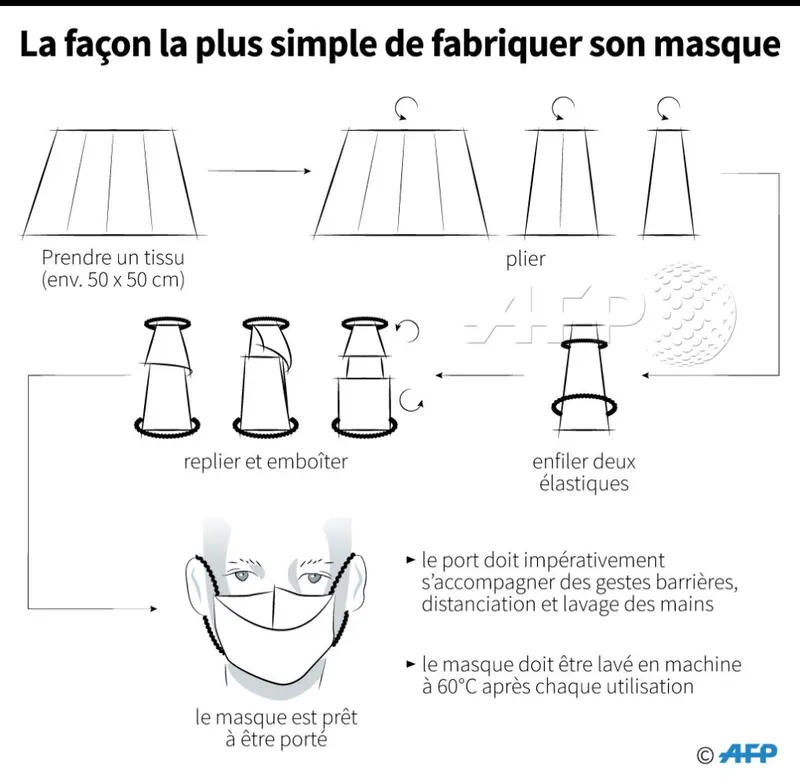 La façon la plus simple de fabriquer son masque
Prendre un tissu
(env. 50 x 50 cm)
plier
AFP
replier et emboîter
enfiler deux
élastiques
le port doit impérativement
s'accompagner des gestes barrières,
distanciation et lavage des mains
le masque doit être lavé en machine
à 60°C après chaque utilisation
le masque est prêt
à être porté
© AFP